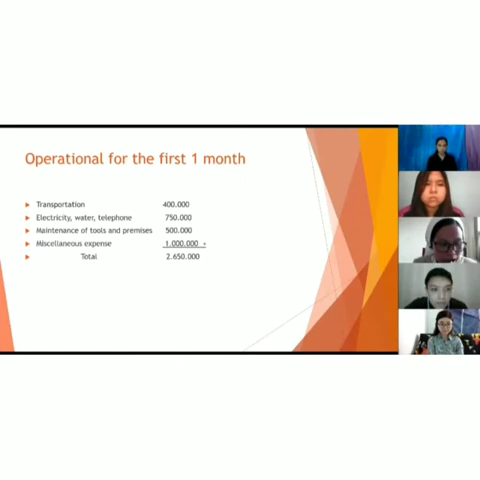 Operational for the first 1 month
Transportation 400.000
Electricity, water, telephone 750.000
Maintenance of tools and premises 500.000
Miscellaneous expense 1.000.000 +
Total 2.650.000